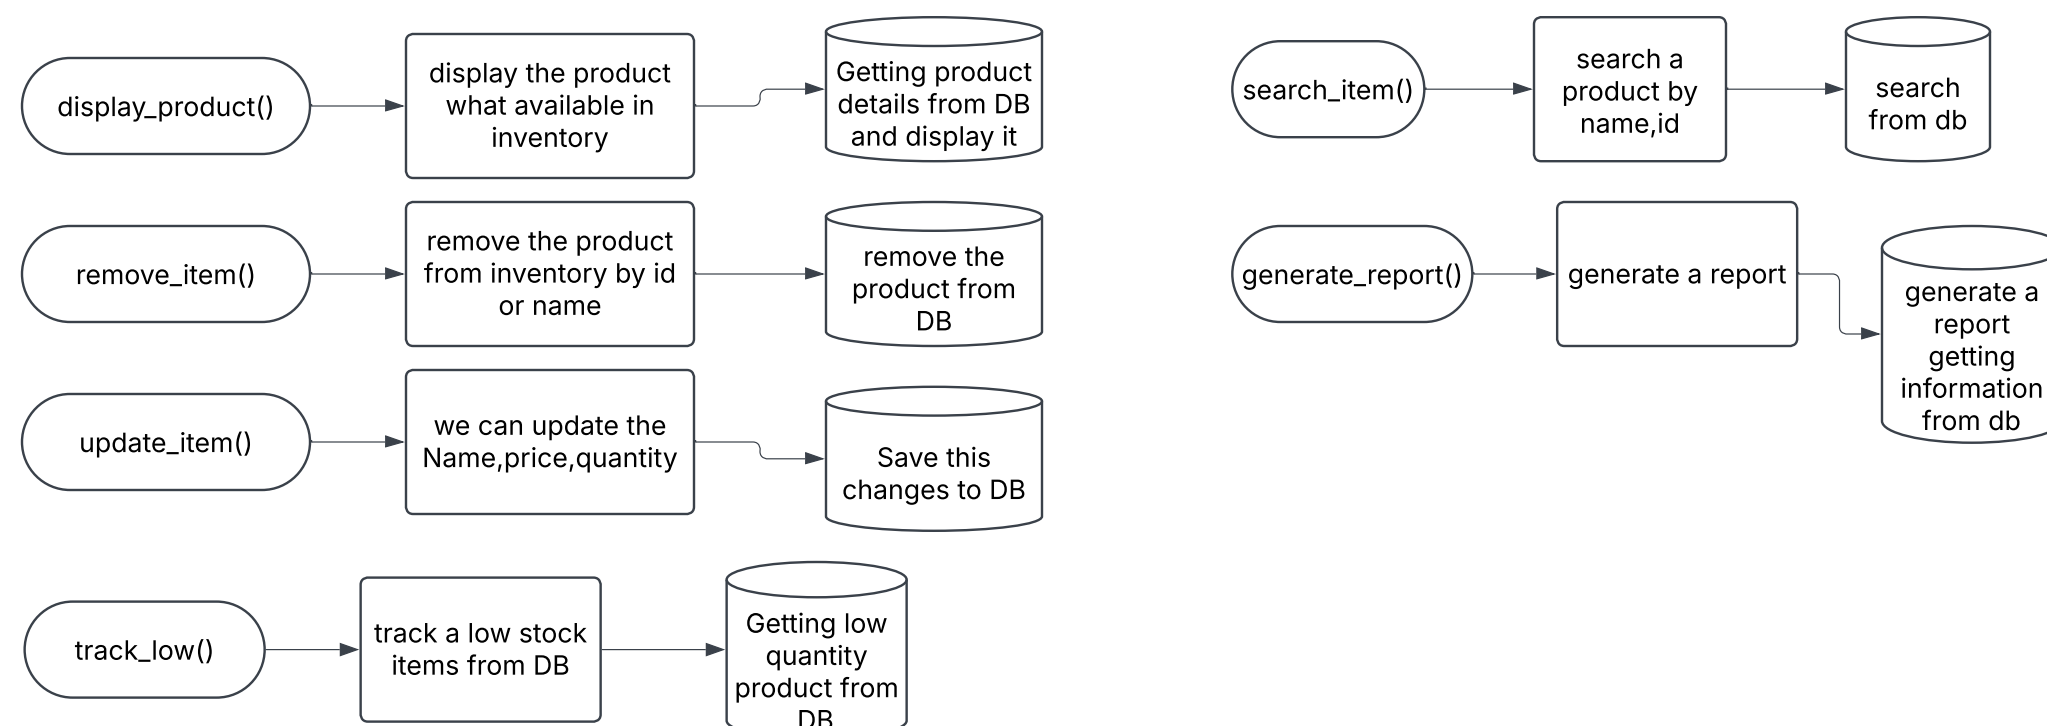 display_product()
display the product
what available in
inventory
Getting product
details from DB
and display it
search_item()
search a
product by
name,id
search
from db
remove_item()
remove the product
from inventory by id
or name
remove the
product from
DB
generate_report()
generate a report
generate a
report
getting
information
from db
update_item()
we can update the
Name,price,quantity
Save this
changes to DB
track_low()
track a low stock
items from DB
Getting low
quantity
product from
DB